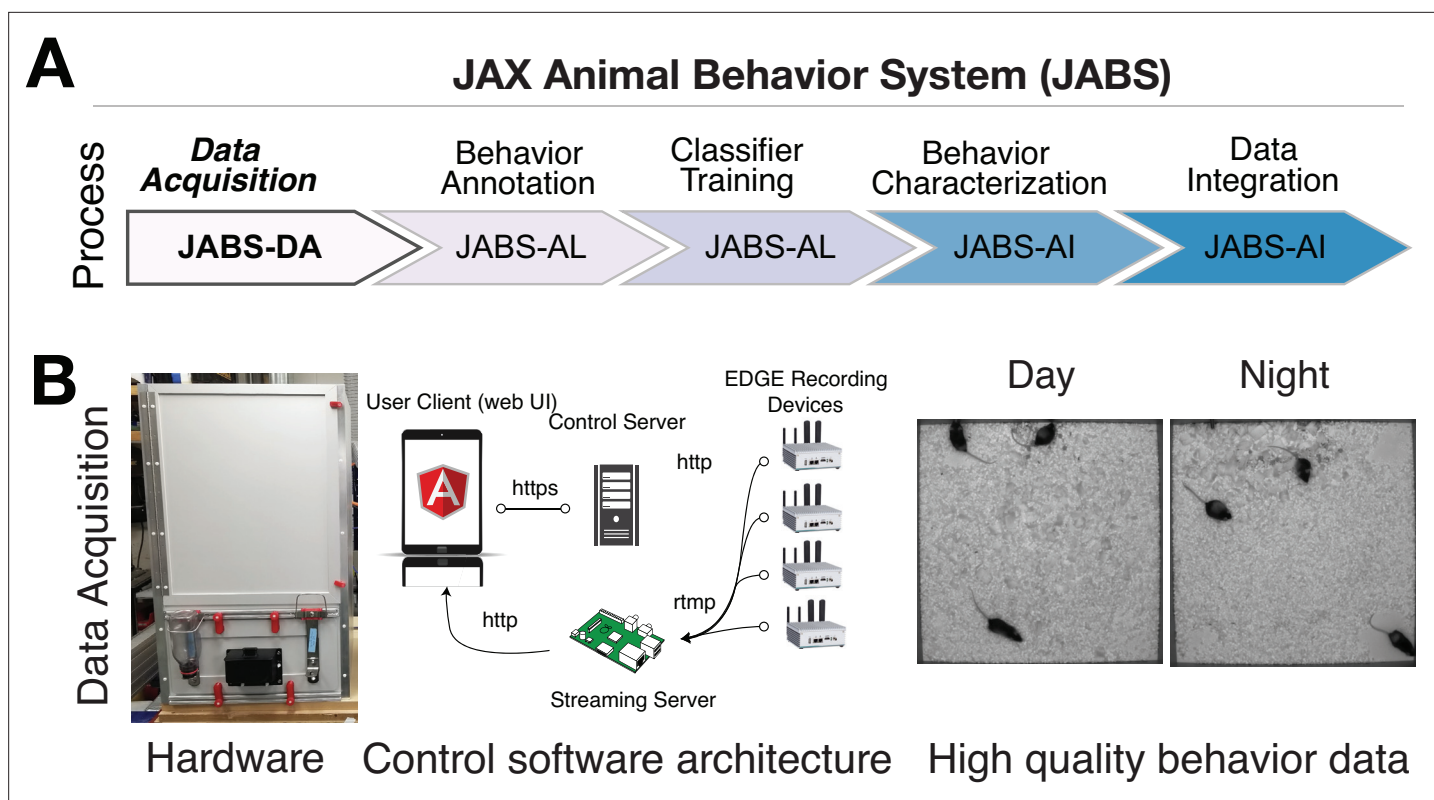 A
JAX Animal Behavior System (JABS)
Process
Data
Acquisition
Behavior
Annotation
Classifier
Training
Behavior
Characterization
Data
Integration
JABS-DA
JABS-AL
JABS-AL
JABS-AI
JABS-AI
B
Data Acquisition
User Client (web UI)
Control Server
EDGE Recording
Devices
A
https
http
rtmp
http
Streaming Server
Day
Night
Hardware
Control software architecture
High quality behavior data